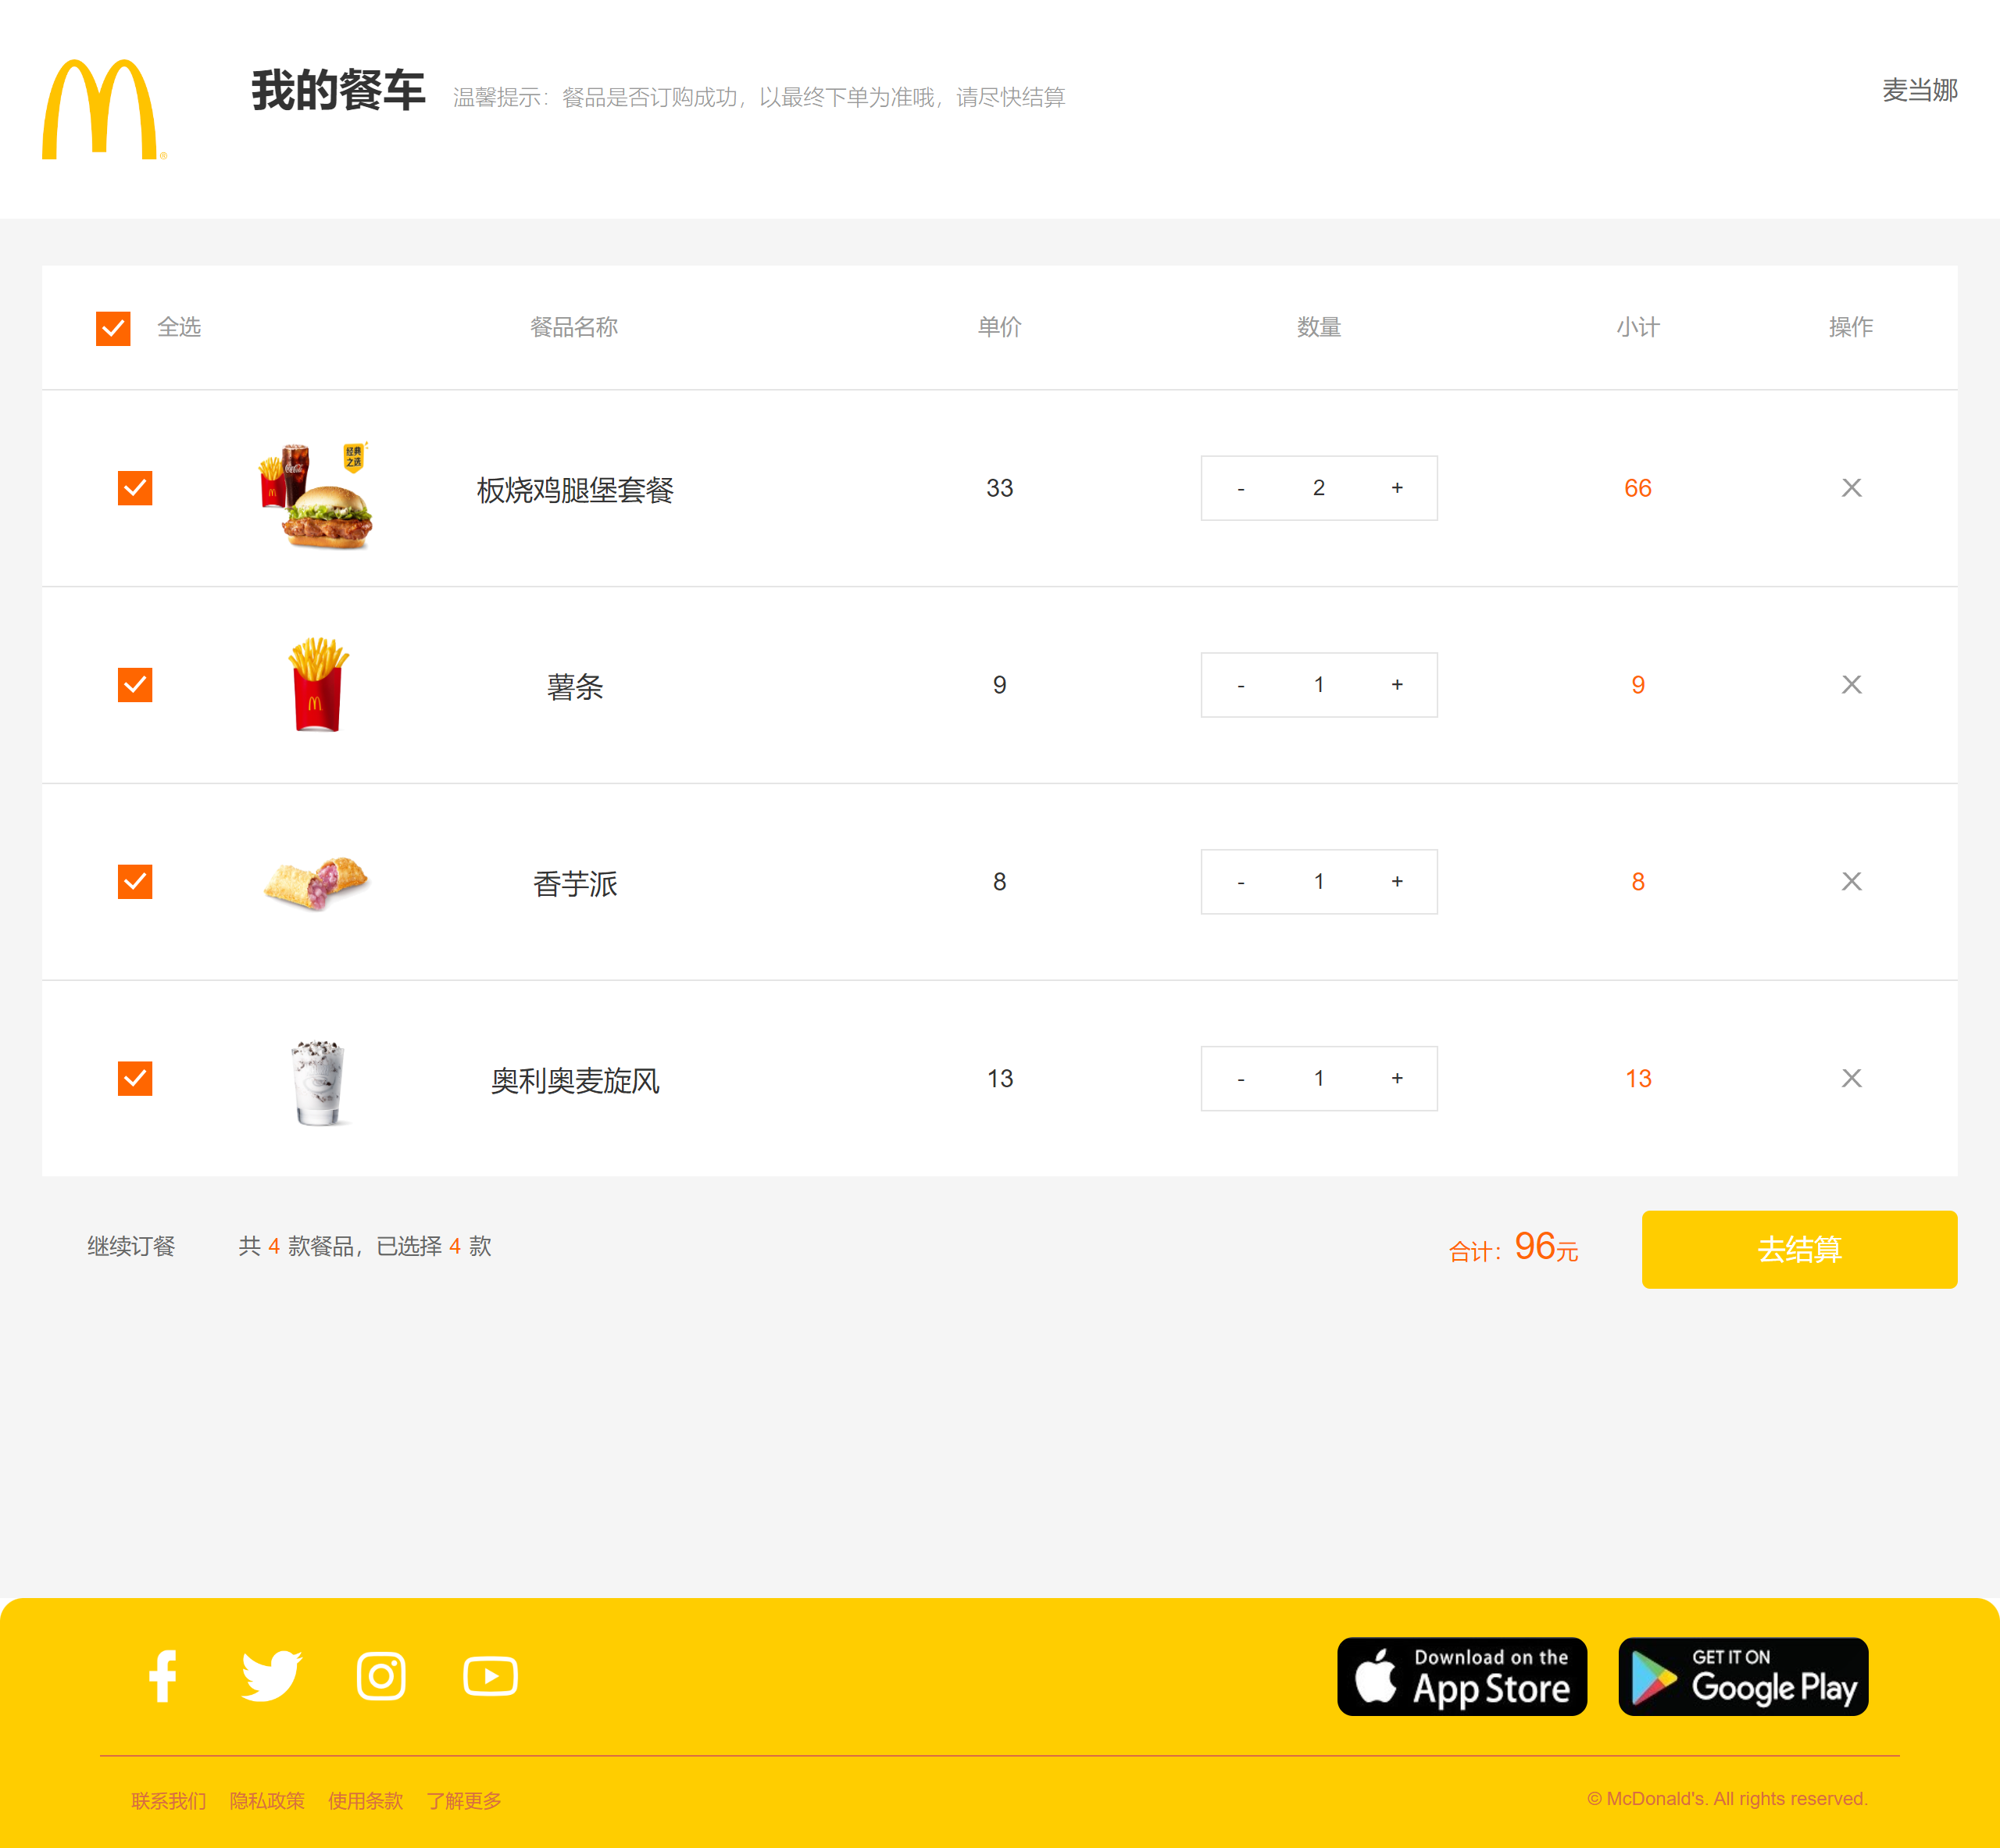 我的餐车 温馨提示：餐品是否订购成功，以最终下单为准哦，请尽快结算 麦当娜
全选 餐品名称 单价 数量 小计 操作
经典
之选
板烧鸡腿堡套餐 33 - 2 + 66 X
薯条 9 - 1 + 9 X
香芋派 8 - 1 + 8 X
奥利奥麦旋风 13 - 1 + 13 X
继续订餐 共 4 款餐品，已选择 4 款 合计：96元 去结算
Download on the
App Store
GET IT ON
Google Play
联系我们 隐私政策 使用条款 了解更多 © McDonald's. All rights reserved.